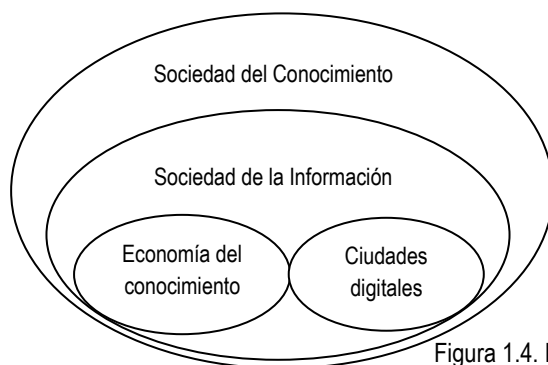 Sociedad del Conocimiento
Sociedad de la Información
Economía del
conocimiento
Ciudades
digitales
Figura 1.4.